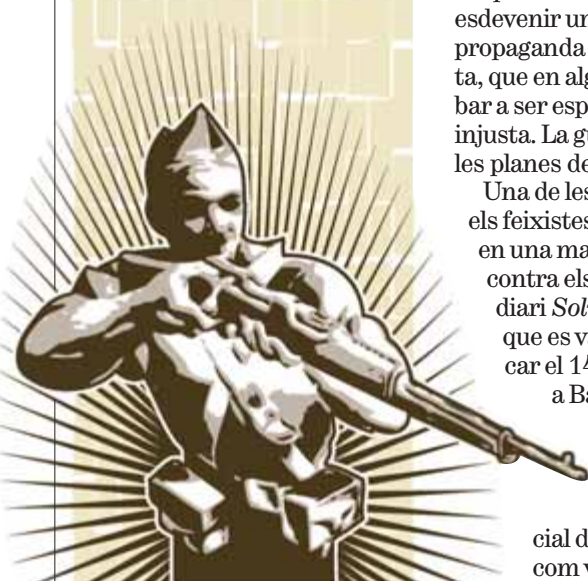 esdevenir un
propaganda
ta, que en alg
bar a ser esp
injusta. La gu
les planes de
Una de les
els feixistes
en una ma
contra els
diari Sol
que es v
car el 14
a Ba
cial d
com v